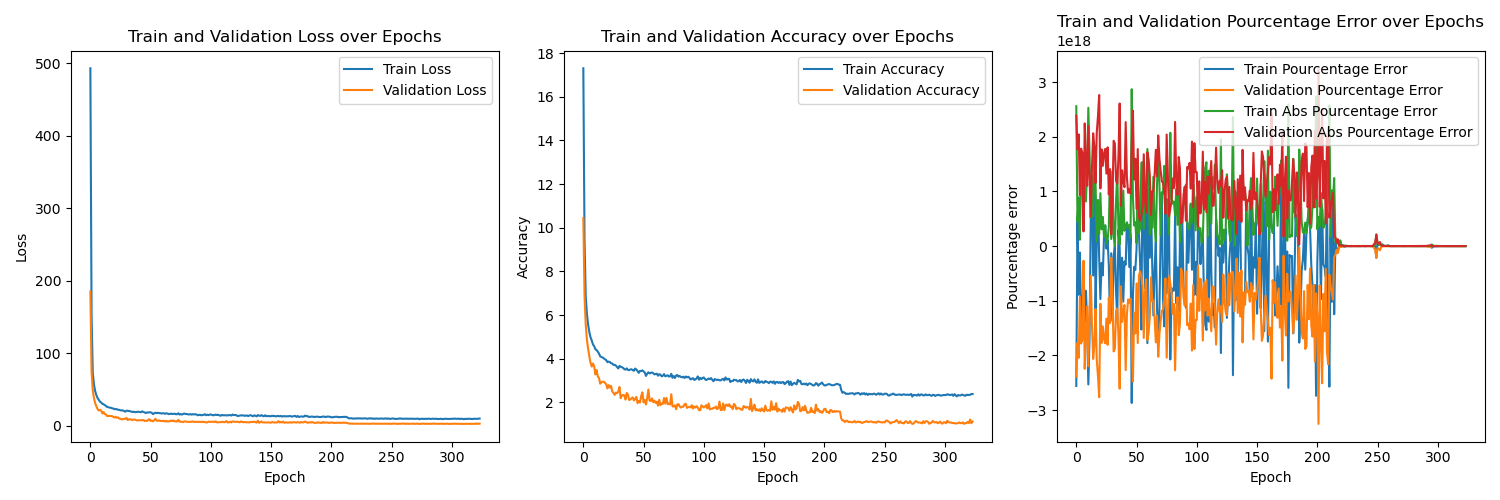 Train and Validation Loss over Epochs
Train Loss
Validation Loss
500
400
300
200
100
0
Loss
0 50 100 150 200 250 300
Epoch
Train and Validation Accuracy over Epochs
Train Accuracy
Validation Accuracy
18
16
14
12
10
8
6
4
2
Accuracy
0 50 100 150 200 250 300
Epoch
Train and Validation Pourcentage Error over Epochs
1e18
Train Pourcentage Error
Validation Pourcentage Error
Train Abs Pourcentage Error
Validation Abs Pourcentage Error
3
2
1
0
−1
−2
−3
Pourcentage error
0 50 100 150 200 250 300
Epoch